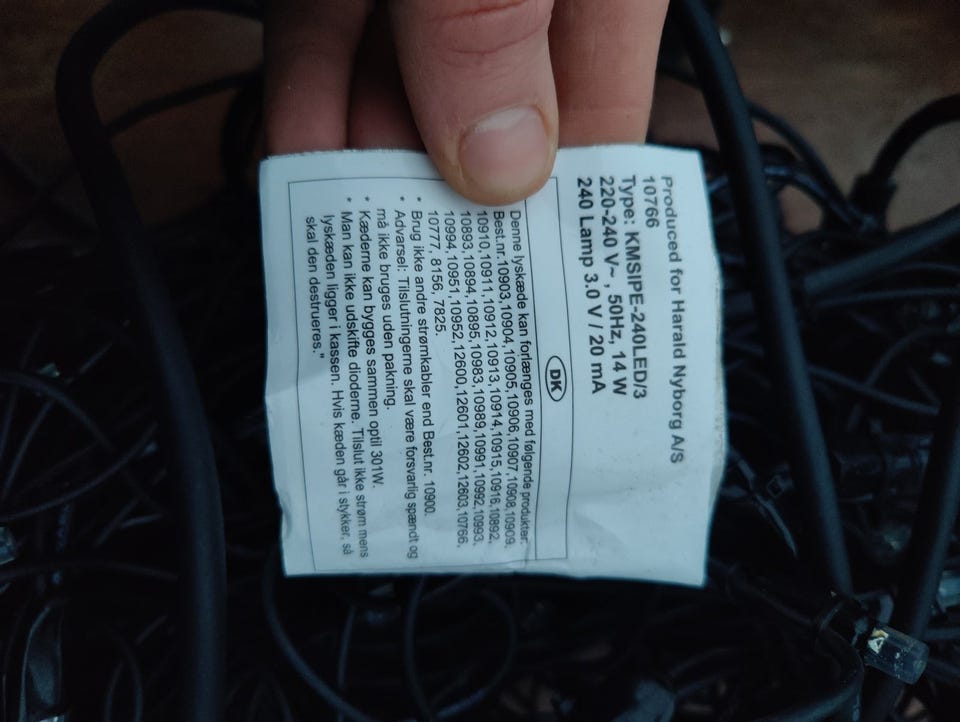 Produced for Harald Nyborg A/S
10766
Type: KMSIPE-240LED/3
220-240 V~, 50Hz, 14 W
240 Lamp 3.0 V / 20 mA
DK
Denne lyskæde kan forlænges med følgende produkter:
Best.nr.10903,10904,10905,10906,10907,10908,10909,
10910,10911,10912,10913,10914,10915,10916,10892,
10893,10894,10895,10983,10989,10991,10992,10993,
10994,10951,10952,12600,12601,12602,12603,10766,
10777, 8156, 7825.
* Brug ikke andre strømkabler end Best.nr. 10900.
* Advarsel: Tilslutningerne skal være forsvarlig spændt og
må ikke bruges uden pakning.
* Kæderne kan bygges sammen optil 301W.
* Man kan ikke udskifte dioderne. Tilslut ikke strøm mens
lyskæden ligger i kassen. Hvis kæden går i stykker, så
skal den destrueres."